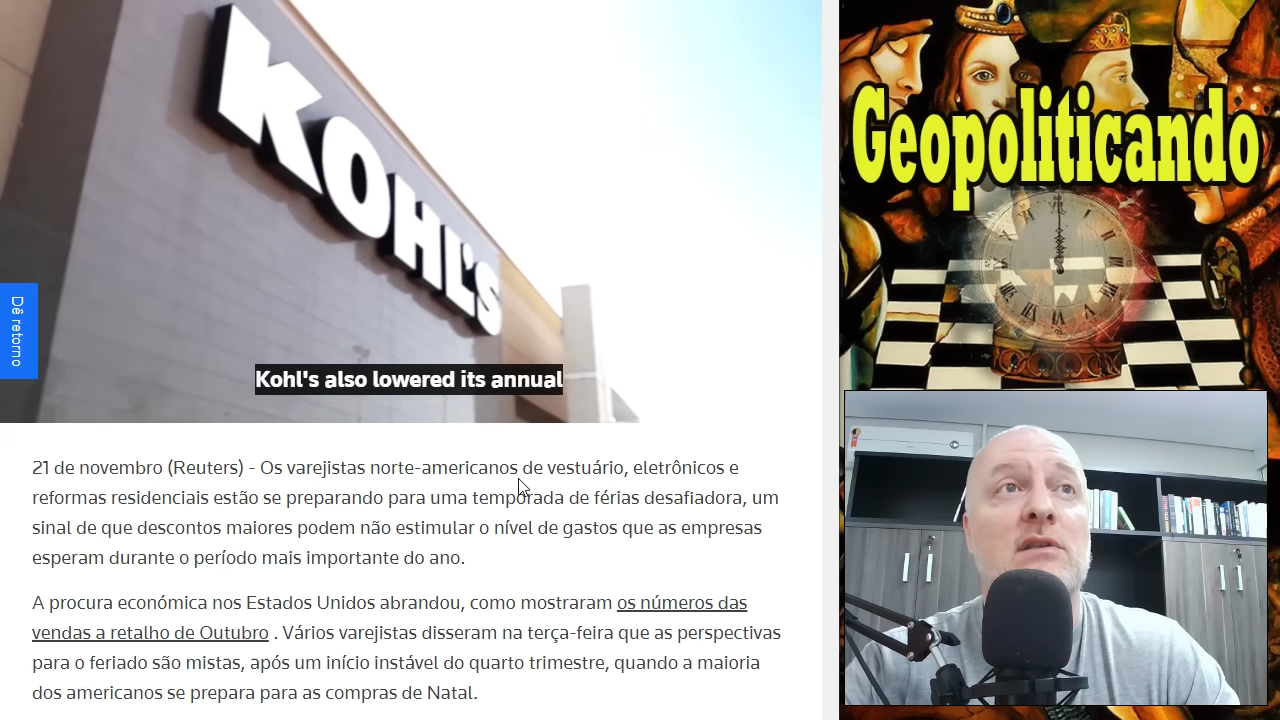 KOHL'S
Kohl's also lowered its annual
Dê retorno
21 de novembro (Reuters) - Os varejistas norte-americanos de vestuário, eletrônicos e
reformas residenciais estão se preparando para uma temporada de férias desafiadora, um
sinal de que descontos maiores podem não estimular o nível de gastos que as empresas
esperam durante o período mais importante do ano.
A procura económica nos Estados Unidos abrandou, como mostraram os números das
vendas a retalho de Outubro . Vários varejistas disseram na terça-feira que as perspectivas
para o feriado são mistas, após um início instável do quarto trimestre, quando a maioria
dos americanos se prepara para as compras de Natal.
Geopoliticando